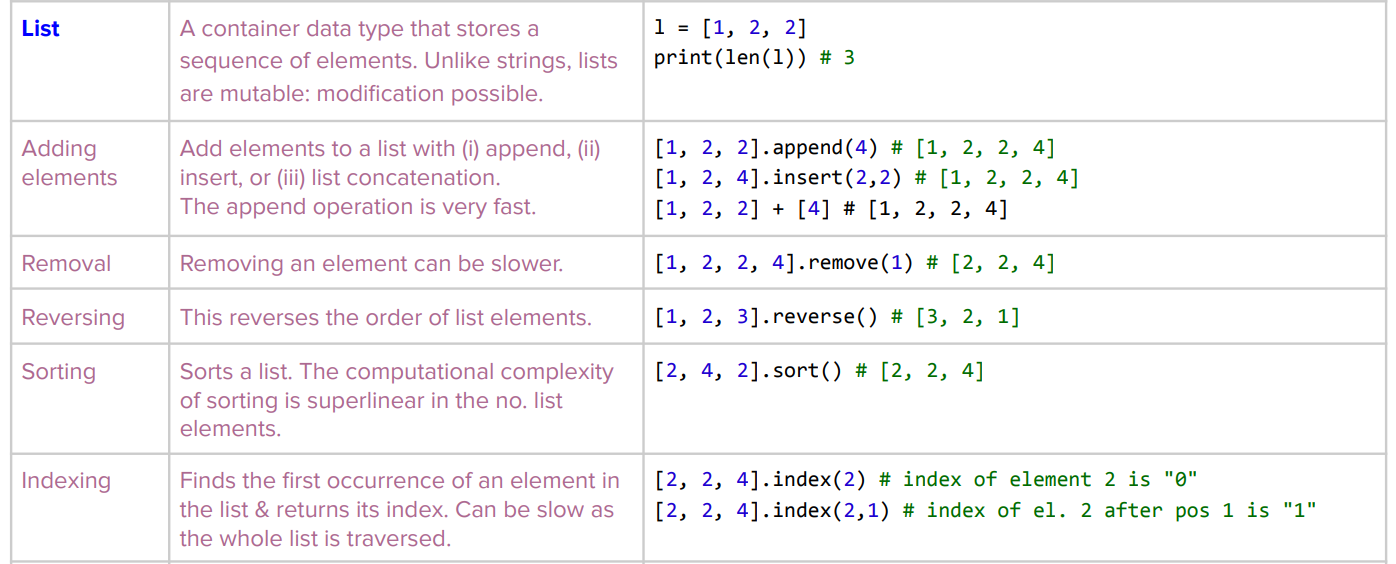 List
A container data type that stores a
sequence of elements. Unlike strings, lists
are mutable: modification possible.
l = [1, 2, 2]
print(len(l)) # 3
Adding
elements
Add elements to a list with (i) append, (ii)
insert, or (iii) list concatenation.
The append operation is very fast.
[1, 2, 2].append(4) # [1, 2, 2, 4]
[1, 2, 4].insert(2,2) # [1, 2, 2, 4]
[1, 2, 2] + [4] # [1, 2, 2, 4]
Removal
Removing an element can be slower.
[1, 2, 2, 4].remove(1) # [2, 2, 4]
Reversing
This reverses the order of list elements.
[1, 2, 3].reverse() # [3, 2, 1]
Sorting
Sorts a list. The computational complexity
of sorting is superlinear in the no. list
elements.
[2, 4, 2].sort() # [2, 2, 4]
Indexing
Finds the first occurrence of an element in
the list & returns its index. Can be slow as
the whole list is traversed.
[2, 2, 4].index(2) # index of element 2 is "0"
[2, 2, 4].index(2,1) # index of el. 2 after pos 1 is "1"